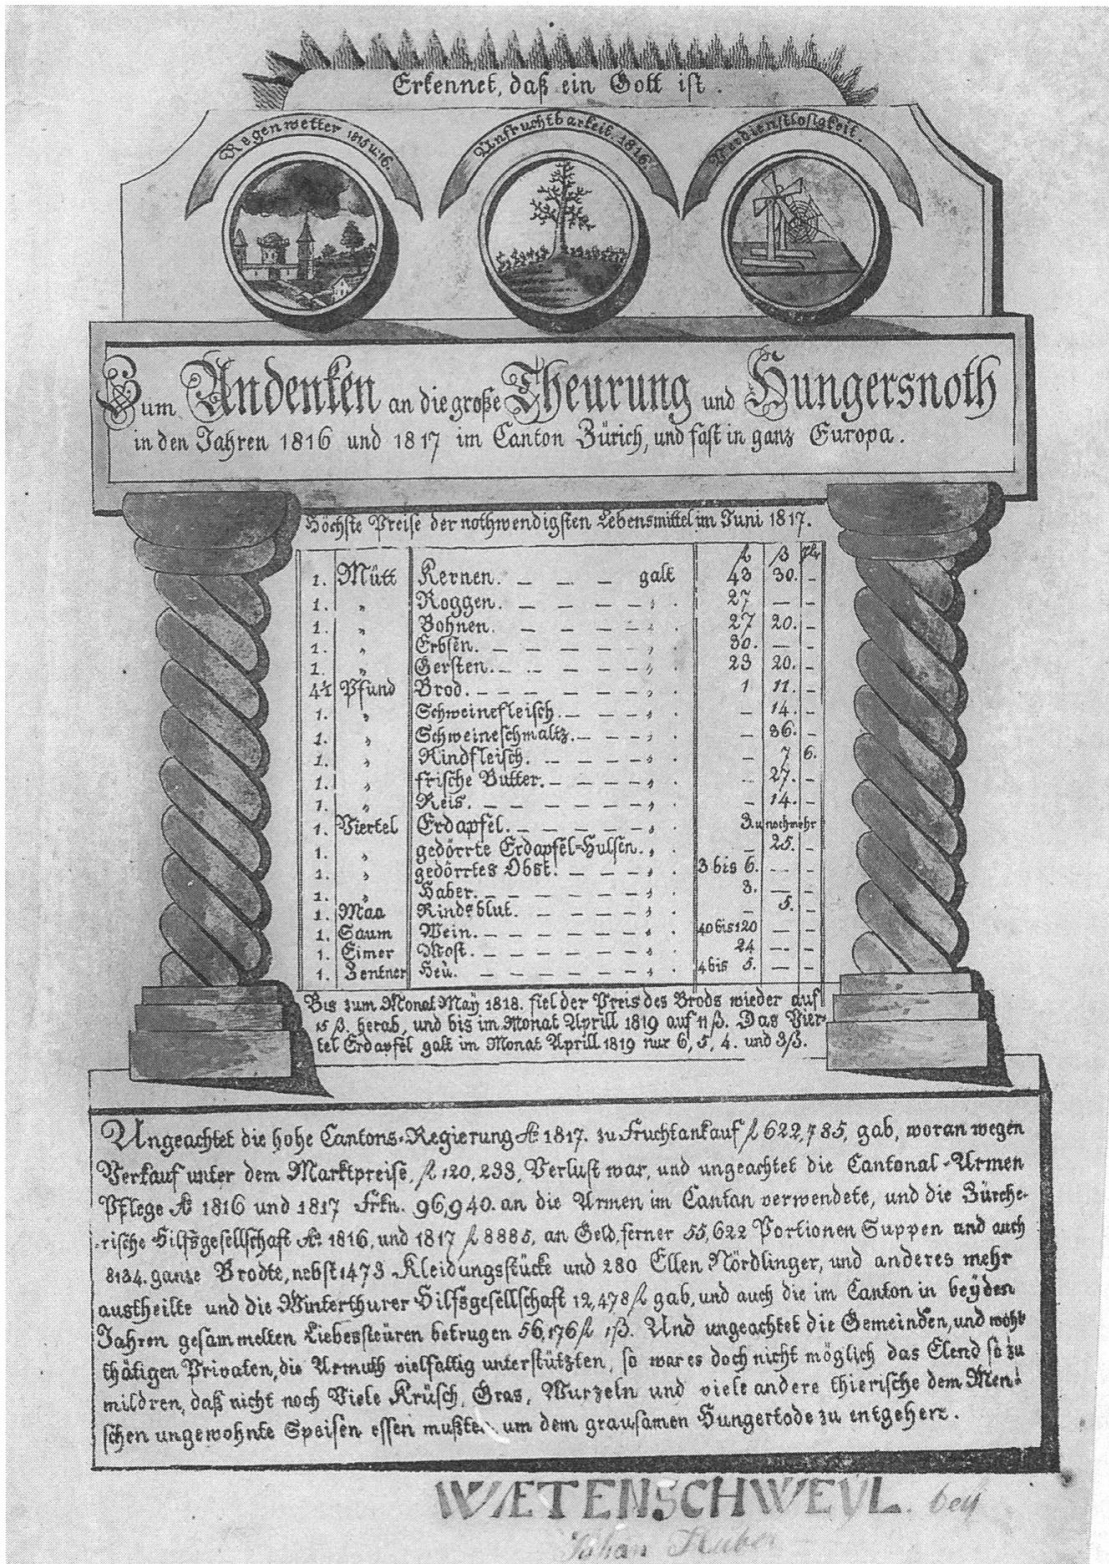 Erkennet, daß ein Gott ist.
Regenwetter 1815 u. 16.
Unfruchtbarkeit, 1816.
Verdienstlosigkeit.
Zum Andenken an die große Theurung und Hungersnoth
in den Jahren 1816 und 1817 im Canton Zürich, und fast in ganz Europa.
Höchste Preise der nothwendigsten Lebensmittel im Juni 1817.
ƒ ß hlr
1. Mütt Kernen. — — — galt 43 30. –
1. „ Roggen. — — — — „ . 27 — –
1. „ Bohnen. — — — — „ . 27 20. –
1. „ Erbsen. — — — — „ . 30. — –
1. „ Gersten. — — — — „ . 23 20. –
4½ Pfund Brod. — — — — „ . 1 11. –
1. „ Schweinefleisch. — — — „ . – 14. –
1. „ Schweineschmaltz. — — — „ . – 36. –
1. „ Rindfleisch. — — — — „ . – 7 6.
1. „ frische Butter. — — — „ . – 27. –
1. „ Reis. — — — — — „ . – 14. –
1. Viertel Erdapfel. — — — — „ . 3. u noch mehr
1. „ gedörrte Erdapfel=Hulsen. „ . – 25. –
1. „ gedörrtes Obst. — — — „ . 3 bis 6. — –
1. „ Haber. — — — — „ . 3. — –
1. Maa Rindsblut. — — — — „ . – 5. –
1. Saum Wein. — — — — „ . 40 bis 120 — –
1. Eimer Most. — — — — „ . 24 — –
1. Zentner Heü. — — — — „ . 4 bis 5. — –
Bis zum Monat Maÿ 1818. fiel der Preis des Brods wieder auf
15 ß. herab, und bis im Monat Aprill 1819 auf 11 ß. Das Vier-
tel Erdapfel galt im Monat Aprill 1819 nur 6, 5, 4. und 3 ß.
Ungeachtet die hohe Cantons=Regierung Ao 1817. zu Fruchtankauf ƒ 622,785, gab, woran wegen
Verkauf unter dem Marktpreise, ƒ 120,233, Verlust war, und ungeachtet die Cantonal-Armen
Pflege Ao 1816 und 1817 Frkn. 96,940. an die Armen im Cantan verwendete, und die Zürche-
rische Hilfsgesellschaft Ao. 1816, und 1817 ƒ 8885, an Geld, ferner 55,622 Portionen Suppen and auch
8134. ganze Brodte, nebst 1473 Kleidungsstücke und 280 Ellen Nördlinger, und anderes mehr
austheilte und die Winterthurer Hilfsgesellschaft 12,478 ƒ gab, und auch die im Canton in beyden
Jahren gesammelten Liebessteüren betrugen 56,176 ƒ 1 ß. Und ungeachtet die Gemeinden, und wohl
thätigen Privaten, die Armuth vielfältig unterstützten, so war es doch nicht möglich das Elend so zu
mildren, daß nicht noch Viele Krüsch, Gras, Wurzeln und viele andere thierische dem Men-
schen ungewohnte Speisen essen mußten um dem grausamen Hungertode zu entgehen.
WETENSCHWEYL. bey
Johan Huber